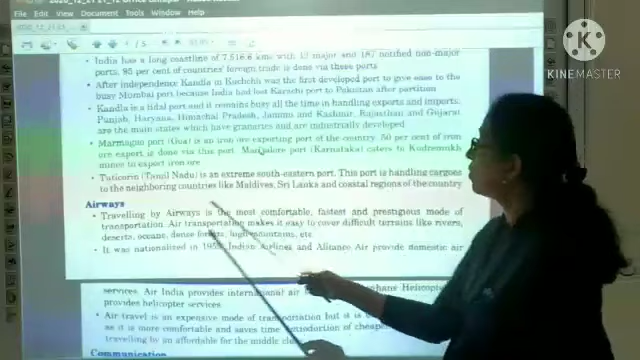 File Edit View Document Tools Window Help
/ 5
India has a long coastline of 7,516.6 kms with 12 major and 187 notified non-major
ports, 95 per cent of countries foreign trade is done via these ports
After independence Kandla in Kuchchh was the first developed port to give ease to the
busy Mumbai port because India had lost Karachi port to Pakistan after partition
Kandla is a tidal port and it remains busy all the time in handling exports and imports.
Punjab, Haryana, Himachal Pradesh, Jammu and Kashmir, Rajasthan and Gujarat
are the main states which have granaries and are industrially developed
Marmagao port (Goa) is an iron ore exporting port of the country. 50 per cent of iron
ore export is done via this port. Mangalore port (Karnataka) caters to Kudremukh
mines to export iron ore
Tuticorin (Tamil Nadu) is an extreme south-eastern port. This port is handling cargoes
to the neighboring countries like Maldives, Sri Lanka and coastal regions of the country
Airways
Travelling by Airways is the most comfortable, fastest and prestigious mode of
transportation. Air transportation makes it easy to cover difficult terrains like rivers,
deserts, oceans, dense forests, high mountains, etc.
It was nationalized in Indian Airlines and Alliance Air provide domestic air
services. Air India provides international air Helicopt
provides helicopter services.
Air travel is an expensive mode of transportation but it is
as it is more comfortable and saves time. Introduction of cheape
travelling by air affordable for the middle cla
Communication
KINEMASTER